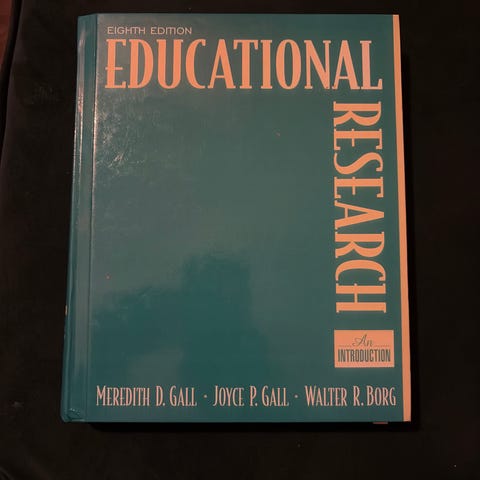 EIGHTH EDITION
EDUCATIONAL
RESEARCH
An
INTRODUCTION
MEREDITH D. GALL · JOYCE P. GALL · WALTER R. BORG